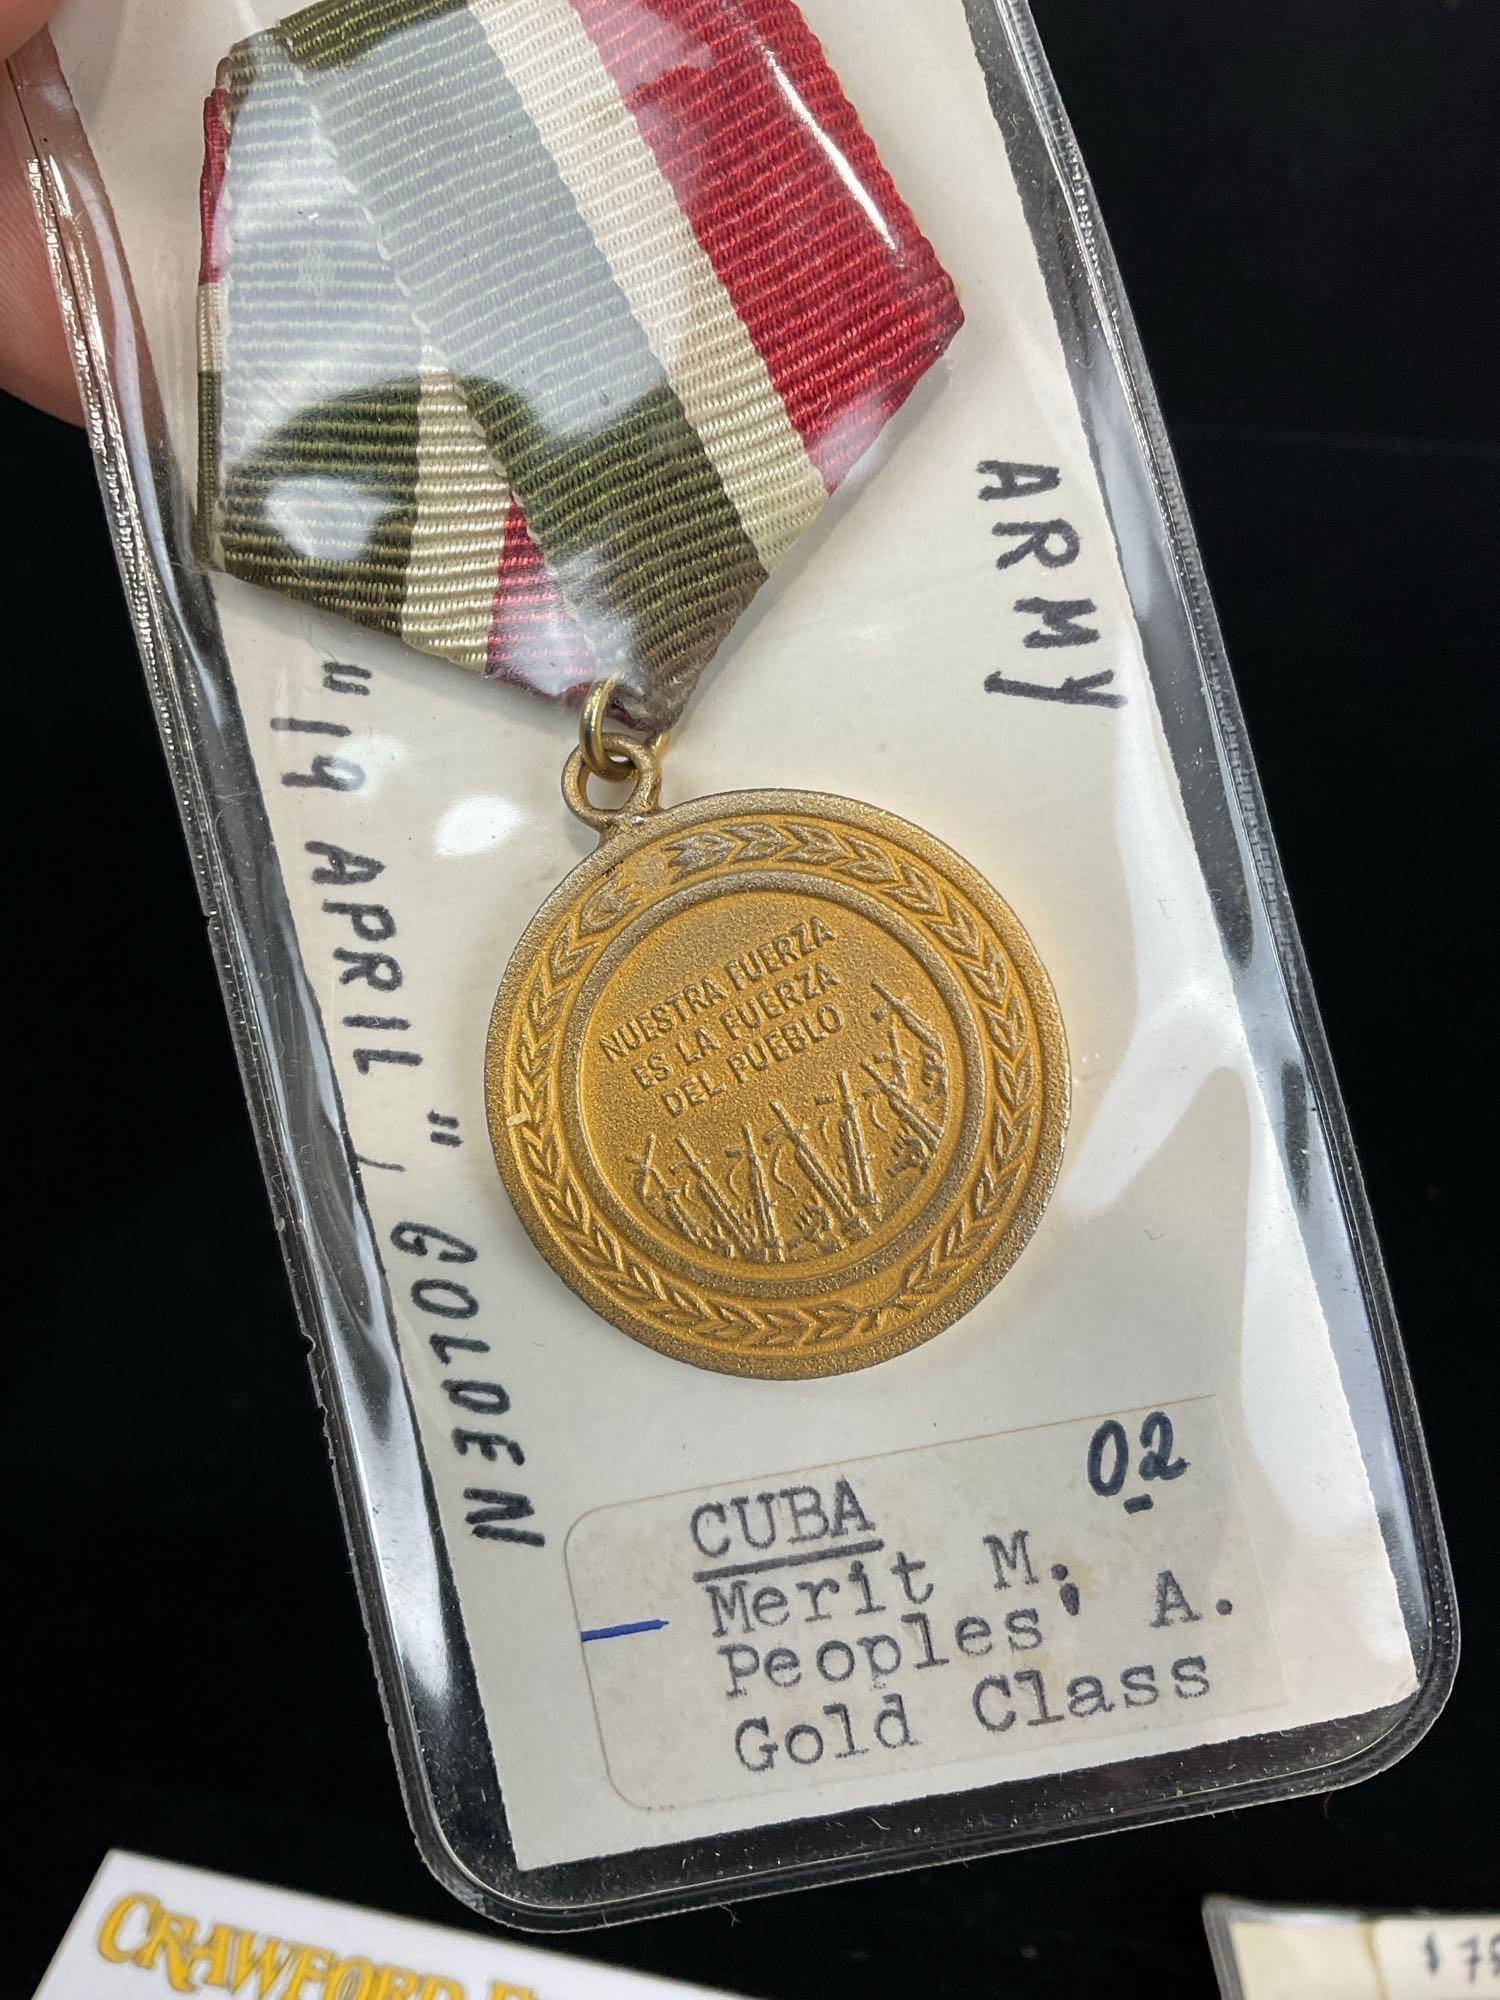 ARMY
"19 APRIL", GOLDEN
NUESTRA FUERZA
ES LA FUERZA
DEL PUEBLO
02
CUBA
Merit M.
Peoples' A.
Gold Class
CRAWFORD